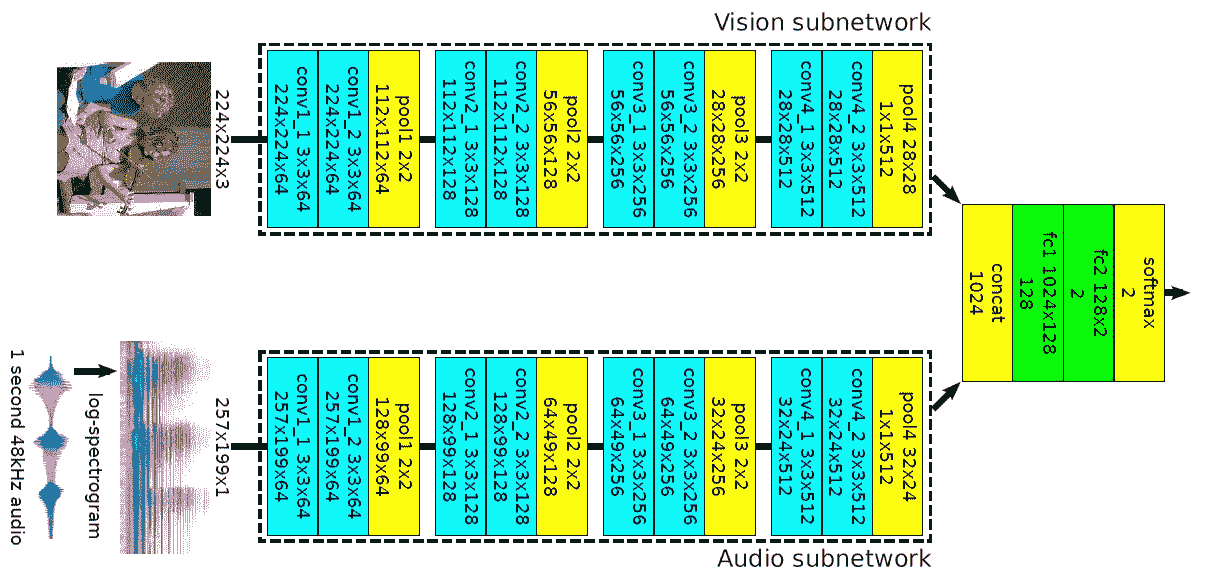 Vision subnetwork
224x224x3
conv1_1 3x3x64
224x224x64
conv1_2 3x3x64
224x224x64
pool1 2x2
112x112x64
conv2_1 3x3x128
112x112x128
conv2_2 3x3x128
112x112x128
pool2 2x2
56x56x128
conv3_1 3x3x256
56x56x256
conv3_2 3x3x256
56x56x256
pool3 2x2
28x28x256
conv4_1 3x3x512
28x28x512
conv4_2 3x3x512
28x28x512
pool4 28x28
1x1x512
1 second 48kHz audio
log-spectrogram
257x199x1
conv1_1 3x3x64
257x199x64
conv1_2 3x3x64
257x199x64
pool1 2x2
128x99x64
conv2_1 3x3x128
128x99x128
conv2_2 3x3x128
128x99x128
pool2 2x2
64x49x128
conv3_1 3x3x256
64x49x256
conv3_2 3x3x256
64x49x256
pool3 2x2
32x24x256
conv4_1 3x3x512
32x24x512
conv4_2 3x3x512
32x24x512
pool4 32x24
1x1x512
Audio subnetwork
concat
1024
fc1 1024x128
128
fc2 128x2
2
softmax
2